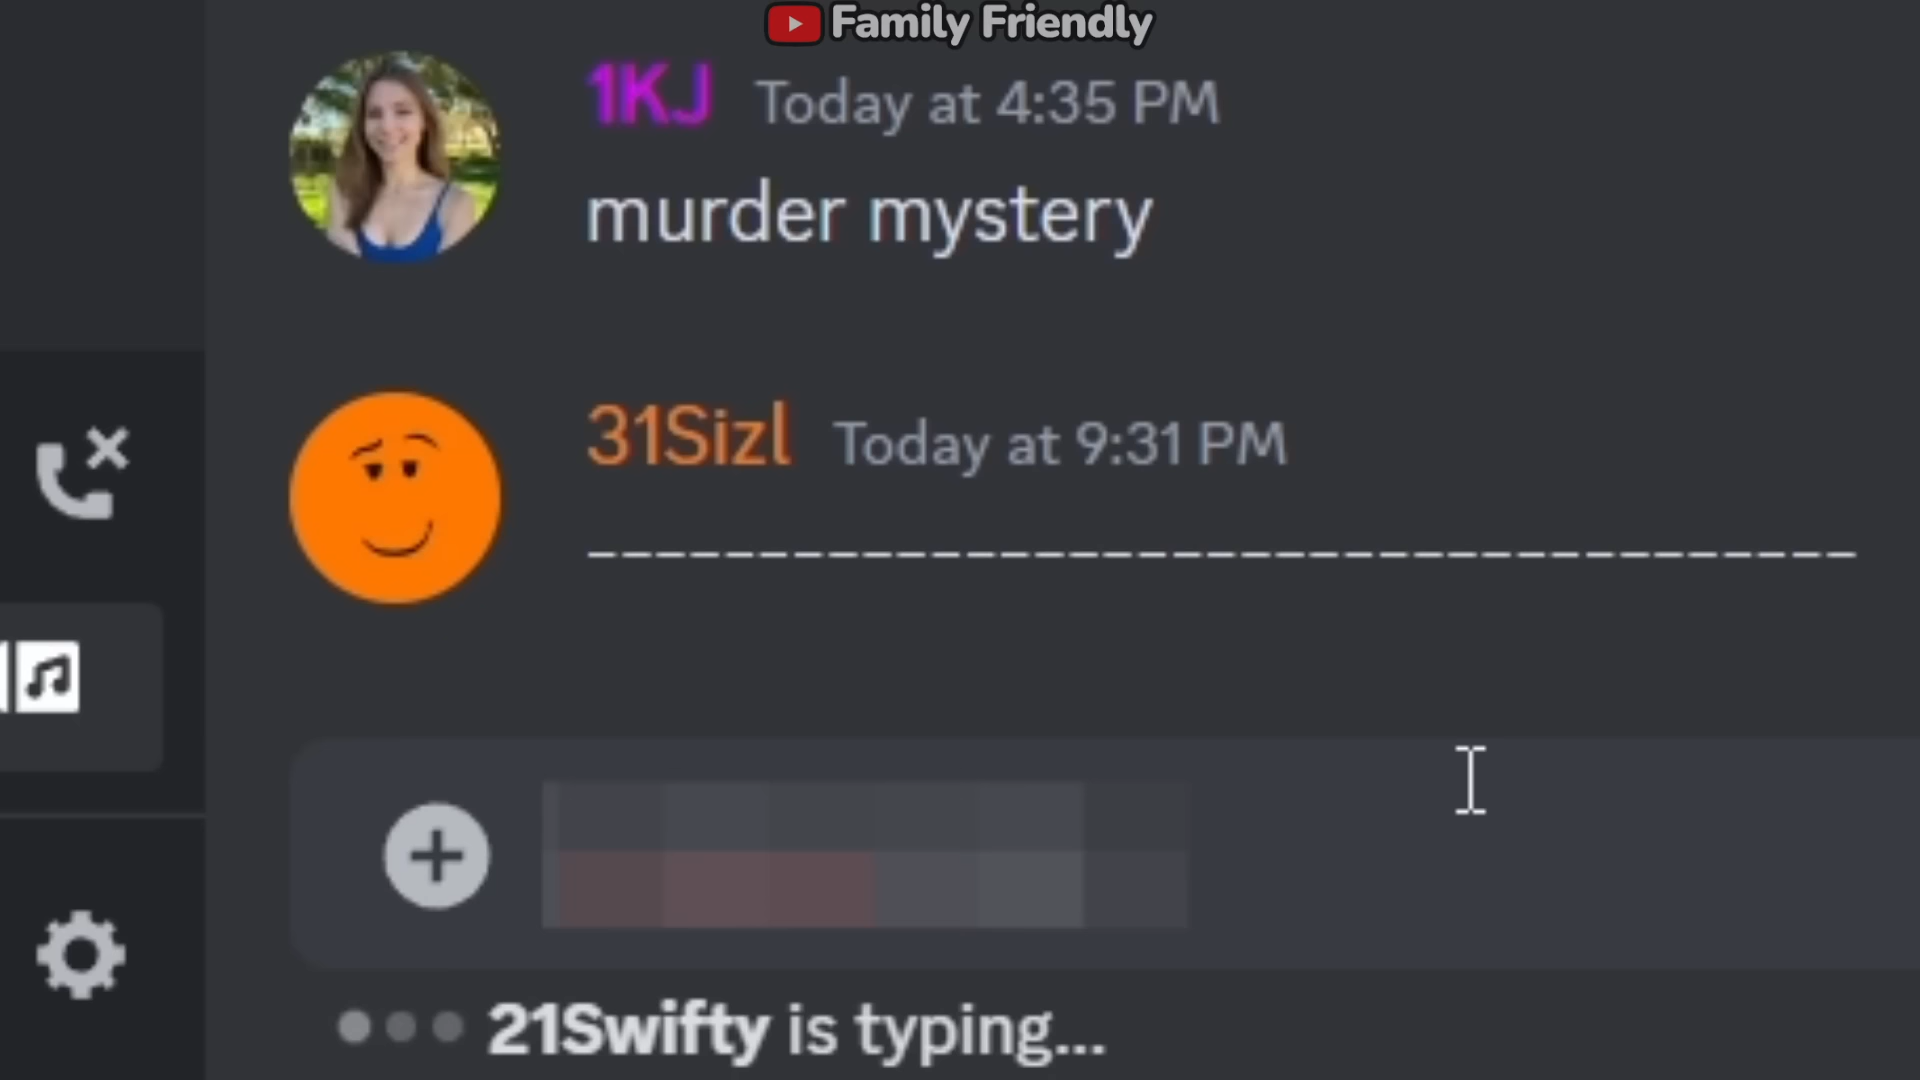 Family Friendly
1KJ Today at 4:35 PM
murder mystery
31Sizl Today at 9:31 PM
_____________________________________
21Swifty is typing...